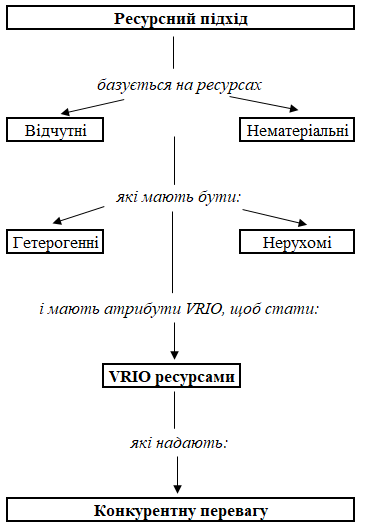 Ресурсний підхід
базується на ресурсах
Відчутні
Нематеріальні
які мають бути:
Гетерогенні
Нерухомі
і мають атрибути VRIO, щоб стати:
VRIO ресурсами
які надають:
Конкурентну перевагу